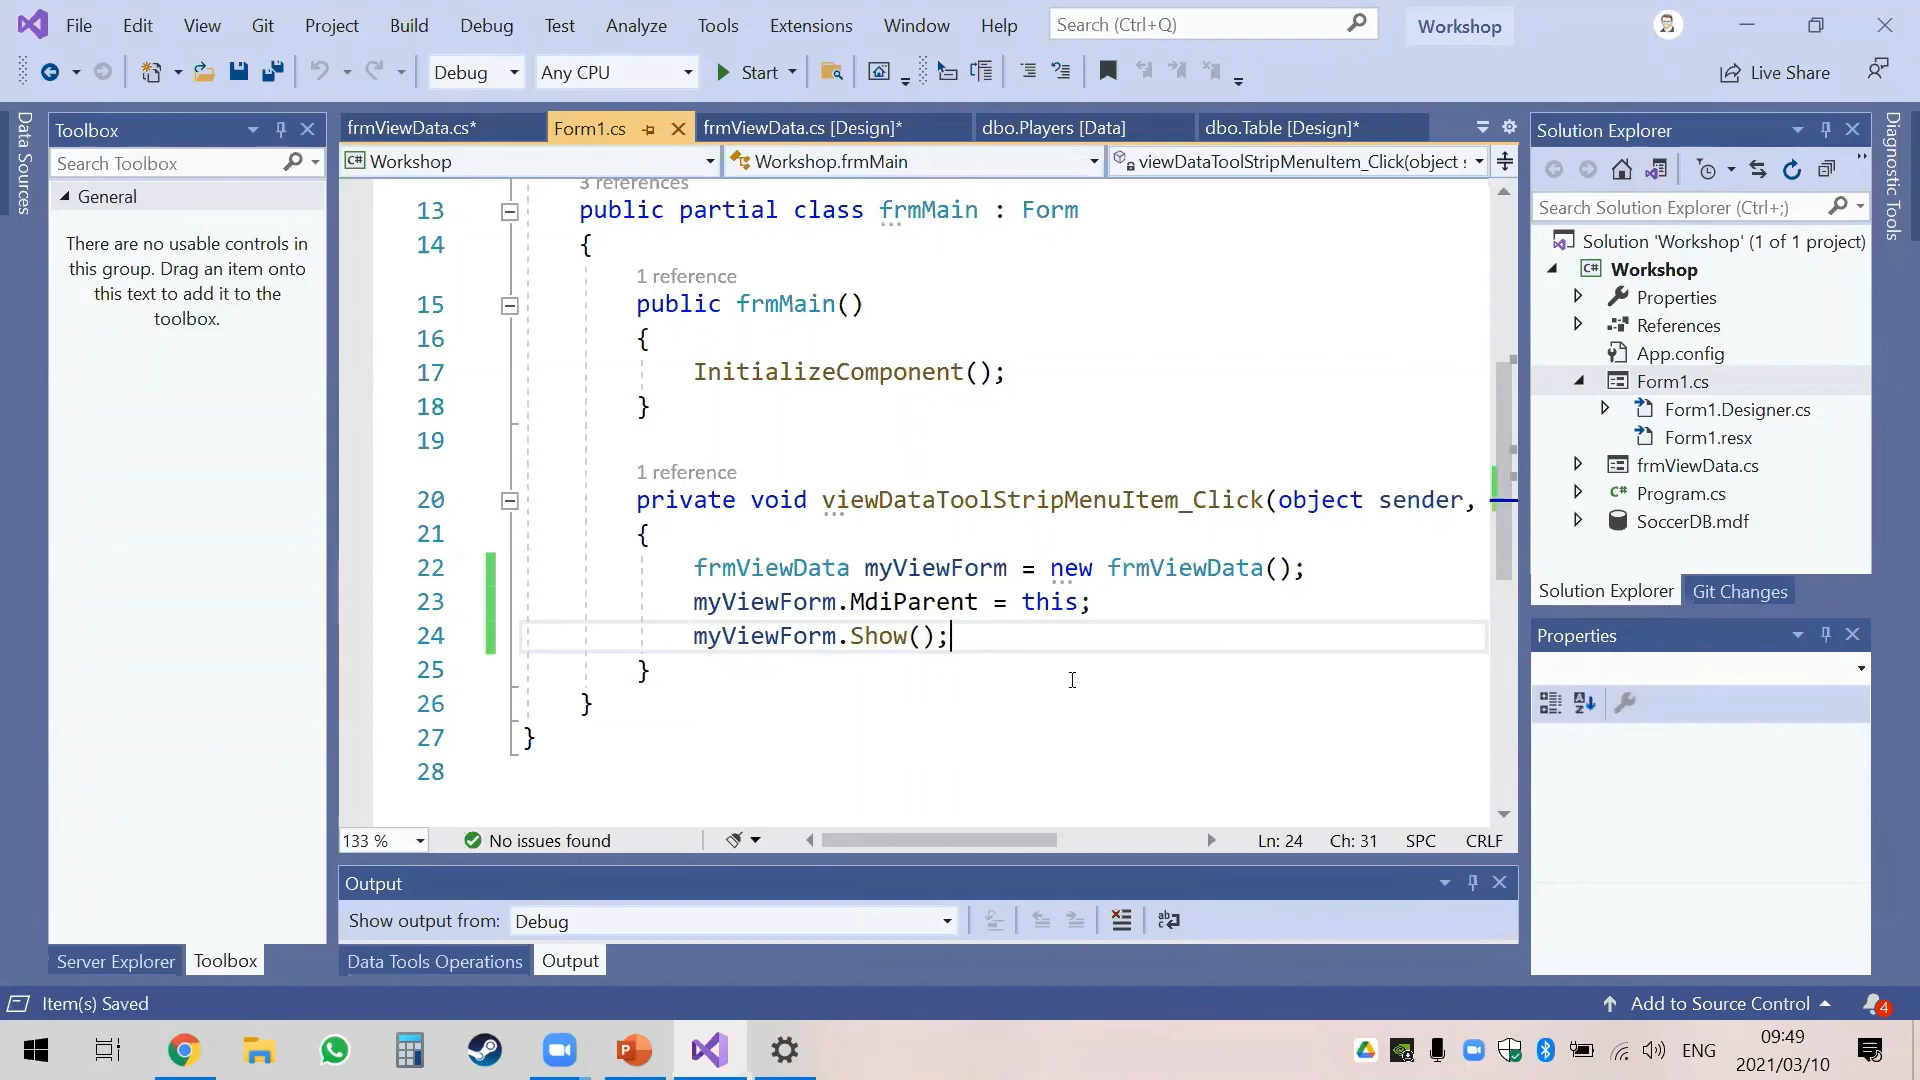 File Edit View Git Project Build Debug Test Analyze Tools Extensions Window Help Search (Ctrl+Q) Workshop
Debug Any CPU Start Live Share
Data Sources
Toolbox
Search Toolbox
General
There are no usable controls in
this group. Drag an item onto
this text to add it to the
toolbox.
Server Explorer Toolbox
frmViewData.cs* Form1.cs frmViewData.cs [Design]* dbo.Players [Data] dbo.Table [Design]*
C# Workshop Workshop.frmMain viewDataToolStripMenuItem_Click(object s
3 references
13 public partial class frmMain : Form
14 {
1 reference
15 public frmMain()
16 {
17 InitializeComponent();
18 }
19
1 reference
20 private void viewDataToolStripMenuItem_Click(object sender,
21 {
22 frmViewData myViewForm = new frmViewData();
23 myViewForm.MdiParent = this;
24 myViewForm.Show();
25 }
26 }
27 }
28
133 % No issues found Ln: 24 Ch: 31 SPC CRLF
Output
Show output from: Debug
Data Tools Operations Output
Solution Explorer
Search Solution Explorer (Ctrl+;)
Solution 'Workshop' (1 of 1 project)
C# Workshop
Properties
References
App.config
Form1.cs
Form1.Designer.cs
Form1.resx
frmViewData.cs
C# Program.cs
SoccerDB.mdf
Solution Explorer Git Changes
Properties
Diagnostic Tools
Item(s) Saved Add to Source Control 4
ENG 09:49
2021/03/10